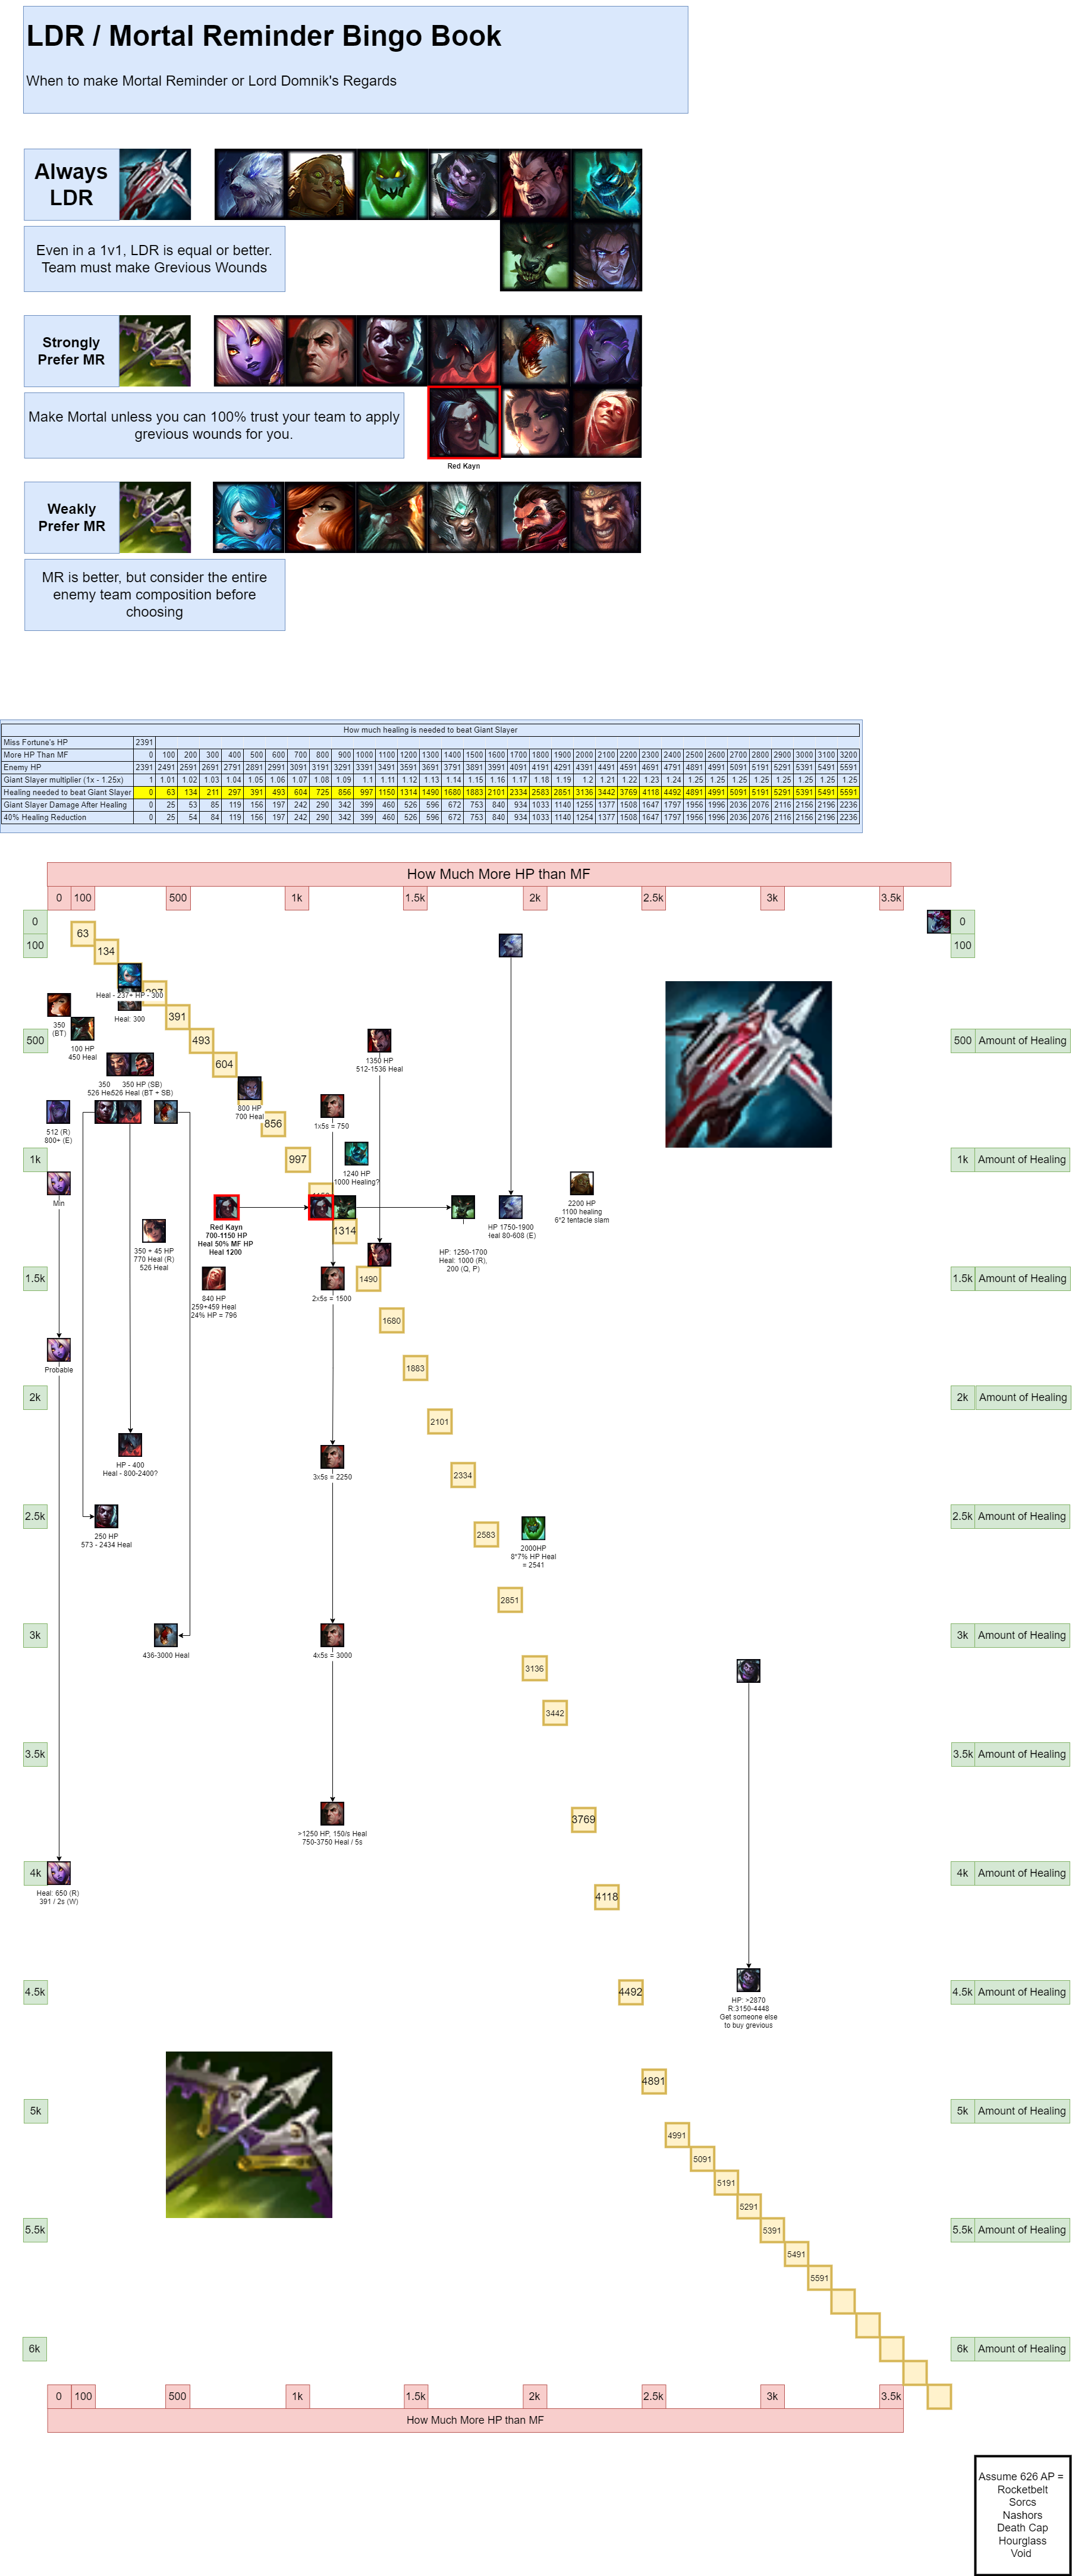 LDR / Mortal Reminder Bingo Book
When to make Mortal Reminder or Lord Domnik's Regards
Always
LDR
Even in a 1v1, LDR is equal or better.
Team must make Grevious Wounds
Strongly
Prefer MR
Make Mortal unless you can 100% trust your team to apply
grevious wounds for you.
Red Kayn
Weakly
Prefer MR
MR is better, but consider the entire
enemy team composition before
choosing
How much healing is needed to beat Giant Slayer
Miss Fortune's HP 2391
More HP Than MF 0 100 200 300 400 500 600 700 800 900 1000 1100 1200 1300 1400 1500 1600 1700 1800 1900 2000 2100 2200 2300 2400 2500 2600 2700 2800 2900 3000 3100 3200
Enemy HP 2391 2491 2591 2691 2791 2891 2991 3091 3191 3291 3391 3491 3591 3691 3791 3891 3991 4091 4191 4291 4391 4491 4591 4691 4791 4891 4991 5091 5191 5291 5391 5491 5591
Giant Slayer multiplier (1x - 1.25x) 1 1.01 1.02 1.03 1.04 1.05 1.06 1.07 1.08 1.09 1.1 1.11 1.12 1.13 1.14 1.15 1.16 1.17 1.18 1.19 1.2 1.21 1.22 1.23 1.24 1.25 1.25 1.25 1.25 1.25 1.25 1.25 1.25
Healing needed to beat Giant Slayer 0 63 134 211 297 391 493 604 725 856 997 1150 1314 1490 1680 1883 2101 2334 2583 2851 3136 3442 3769 4118 4492 4891 4991 5091 5191 5291 5391 5491 5591
Giant Slayer Damage After Healing 0 25 53 85 119 156 197 242 290 342 399 460 526 596 672 753 840 934 1033 1140 1255 1377 1508 1647 1797 1956 1996 2036 2076 2116 2156 2196 2236
40% Healing Reduction 0 25 54 84 119 156 197 242 290 342 399 460 526 596 672 753 840 934 1033 1140 1254 1377 1508 1647 1797 1956 1996 2036 2076 2116 2156 2196 2236
How Much More HP than MF
0 100 500 1k 1.5k 2k 2.5k 3k 3.5k
0
0
63
100
100
134
Heal - 237+ HP - 300
Heal: 300
391
350
(BT)
100 HP
450 Heal
500
493
500 Amount of Healing
604
1350 HP
512-1536 Heal
350
350 HP (SB)
526 Heal (BT + SB)
800 HP
700 Heal
856
1x5s = 750
512 (R)
800+ (E)
1k
997
1k Amount of Healing
1240 HP
1000 Healing?
Min
2200 HP
1100 healing
6*2 tentacle slam
Red Kayn
700-1150 HP
Heal 50% MF HP
Heal 1200
1314
HP 1750-1900
80-608 (E)
350 + 45 HP
770 Heal (R)
526 Heal
HP: 1250-1700
Heal: 1000 (R),
200 (Q, P)
1.5k
1490
1.5k Amount of Healing
840 HP
259+459 Heal
24% HP = 796
2x5s = 1500
1680
Probable
1883
2k
2k Amount of Healing
2101
HP - 400
Heal - 800-2400?
3x5s = 2250
2334
2.5k
2.5k Amount of Healing
250 HP
573 - 2434 Heal
2583
2000HP
8*7% HP Heal
= 2541
2851
3k
3k Amount of Healing
436-3000 Heal
4x5s = 3000
3136
3442
3.5k
3.5k Amount of Healing
3769
>1250 HP, 150/s Heal
750-3750 Heal / 5s
4k
4k Amount of Healing
Heal: 650 (R)
391 / 2s (W)
4118
4.5k
4492
4.5k Amount of Healing
HP: >2870
R:3150-4448
Get someone else
to buy grevious
4891
5k
5k Amount of Healing
4991
5091
5191
5291
5.5k
5391
5.5k Amount of Healing
5491
5591
6k
6k Amount of Healing
0 100 500 1k 1.5k 2k 2.5k 3k 3.5k
How Much More HP than MF
Assume 626 AP =
Rocketbelt
Sorcs
Nashors
Death Cap
Hourglass
Void